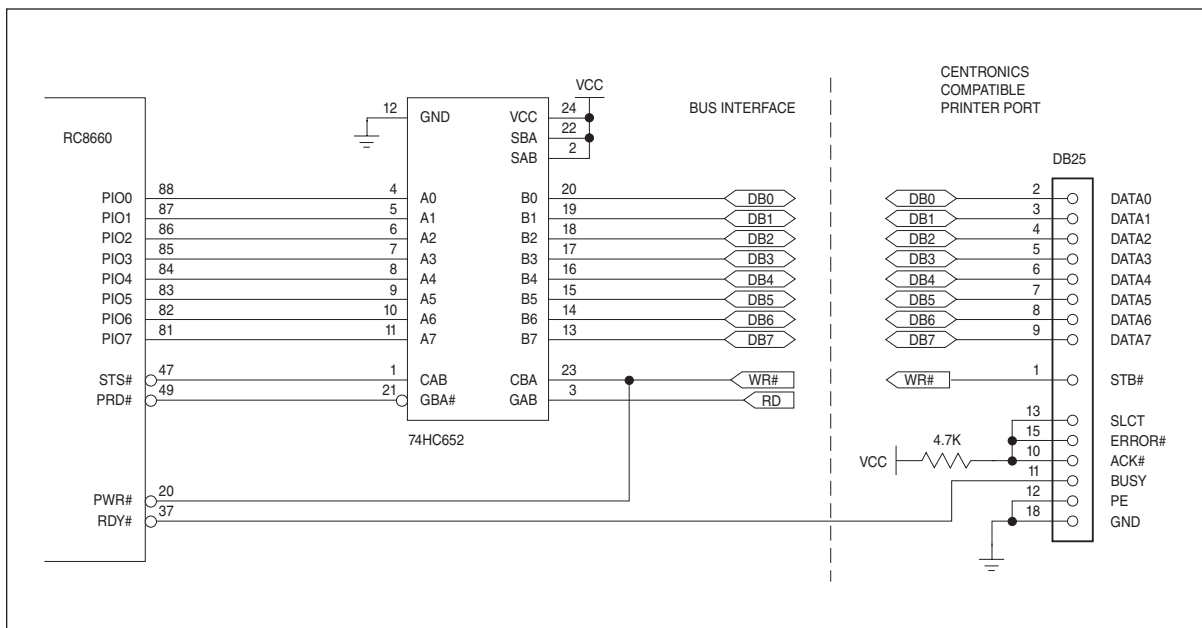 CENTRONICS
COMPATIBLE
PRINTER PORT
VCC
BUS INTERFACE
RC8660
12 GND VCC 24
SBA 22
SAB 2
DB25
PIO0 88 4 A0 B0 20 DB0 DB0 2 DATA0
PIO1 87 5 A1 B1 19 DB1 DB1 3 DATA1
PIO2 86 6 A2 B2 18 DB2 DB2 4 DATA2
PIO3 85 7 A3 B3 17 DB3 DB3 5 DATA3
PIO4 84 8 A4 B4 16 DB4 DB4 6 DATA4
PIO5 83 9 A5 B5 15 DB5 DB5 7 DATA5
PIO6 82 10 A6 B6 14 DB6 DB6 8 DATA6
PIO7 81 11 A7 B7 13 DB7 DB7 9 DATA7
STS# 47 1 CAB CBA 23 WR# WR# 1 STB#
PRD# 49 21 GBA# GAB 3 RD
13 SLCT
74HC652
4.7K 15 ERROR#
VCC 10 ACK#
11 BUSY
PWR# 20 12 PE
RDY# 37 18 GND